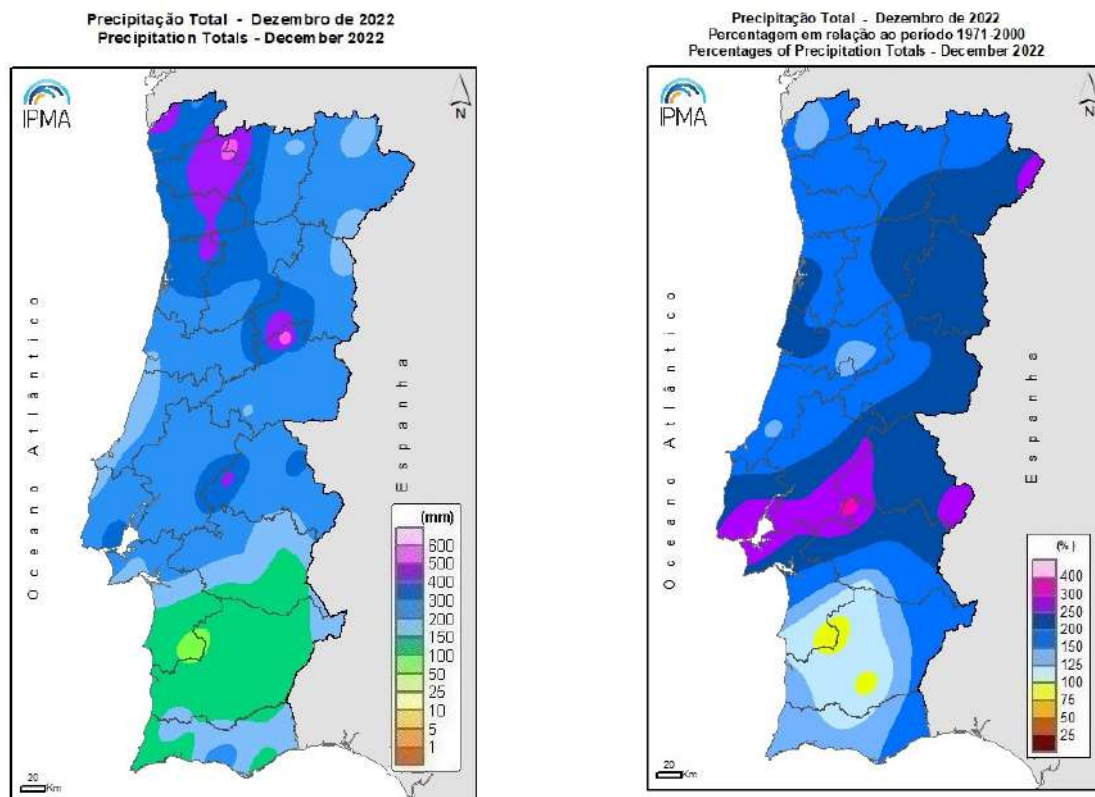 Precipitação Total - Dezembro de 2022
Precipitation Totals - December 2022
IPMA
N
Oceano Atlântico
Espanha
(mm)
600
500
400
300
200
150
100
50
25
10
5
1
20
Km
Precipitação Total - Dezembro de 2022
Percentagem em relação ao período 1971-2000
Percentages of Precipitation Totals - December 2022
IPMA
N
Oceano Atlântico
Espanha
(%)
400
300
250
200
150
125
100
75
50
25
20
Km